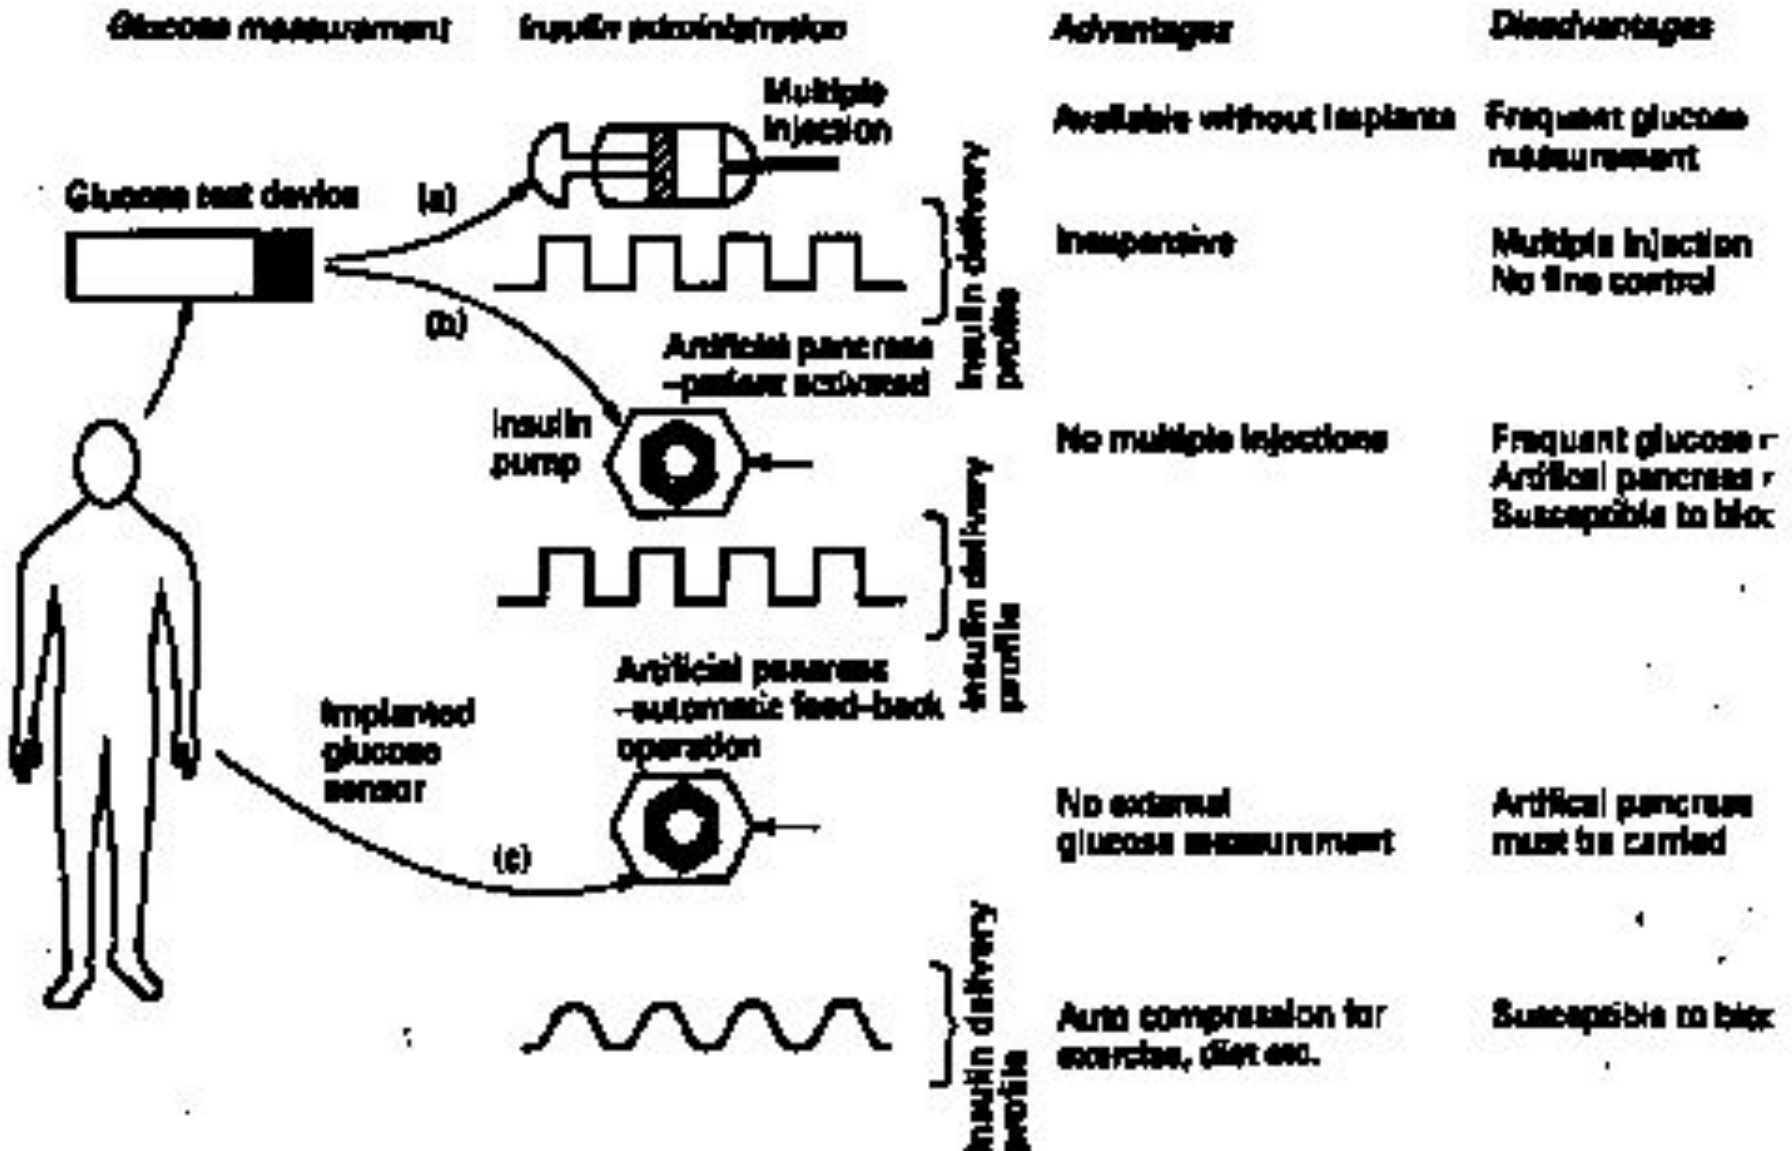 Glucose measurement
Insulin administration
Advantages
Disadvantages
Multiple
injection
Available without implants
Frequent glucose
measurement
Glucose test device
(a)
Insulin delivery
profile
Inexpensive
Multiple injection
No fine control
(b)
Artificial pancreas
-patient activated
Insulin
pump
No multiple injections
Frequent glucose
Artifical pancreas
Susceptible to
Insulin delivery
profile
Artificial pancreas
-automatic feed-back
operation
Implanted
glucose
sensor
(c)
No external
glucose measurement
Artifical pancreas
must be carried
Insulin delivery
profile
Auto compression for
exercise, diet etc.
Susceptible to